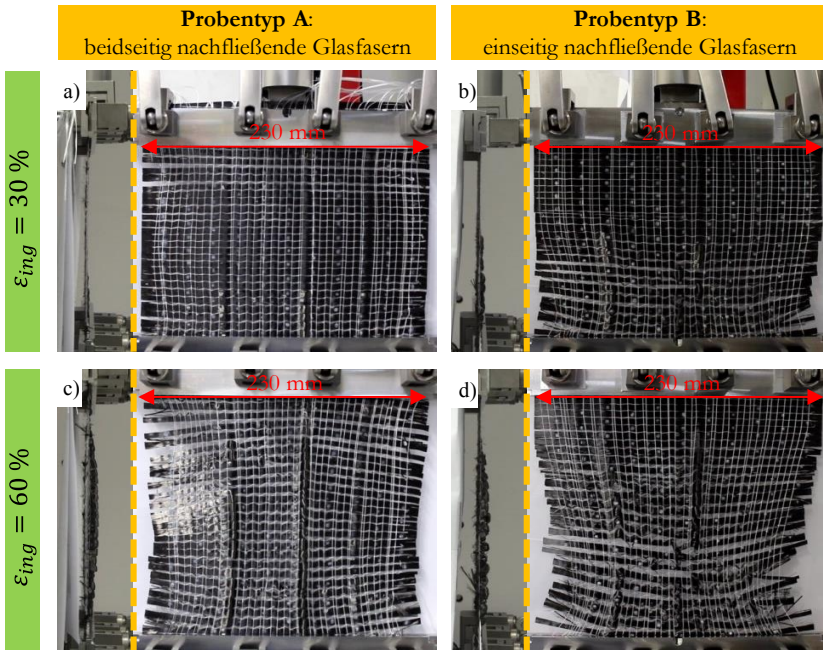 Probentyp A:
beidseitig nachfließende Glasfasern
Probentyp B:
einseitig nachfließende Glasfasern
ε_ing = 30 %
a)
230 mm
b)
230 mm
ε_ing = 60 %
c)
230 mm
d)
230 mm